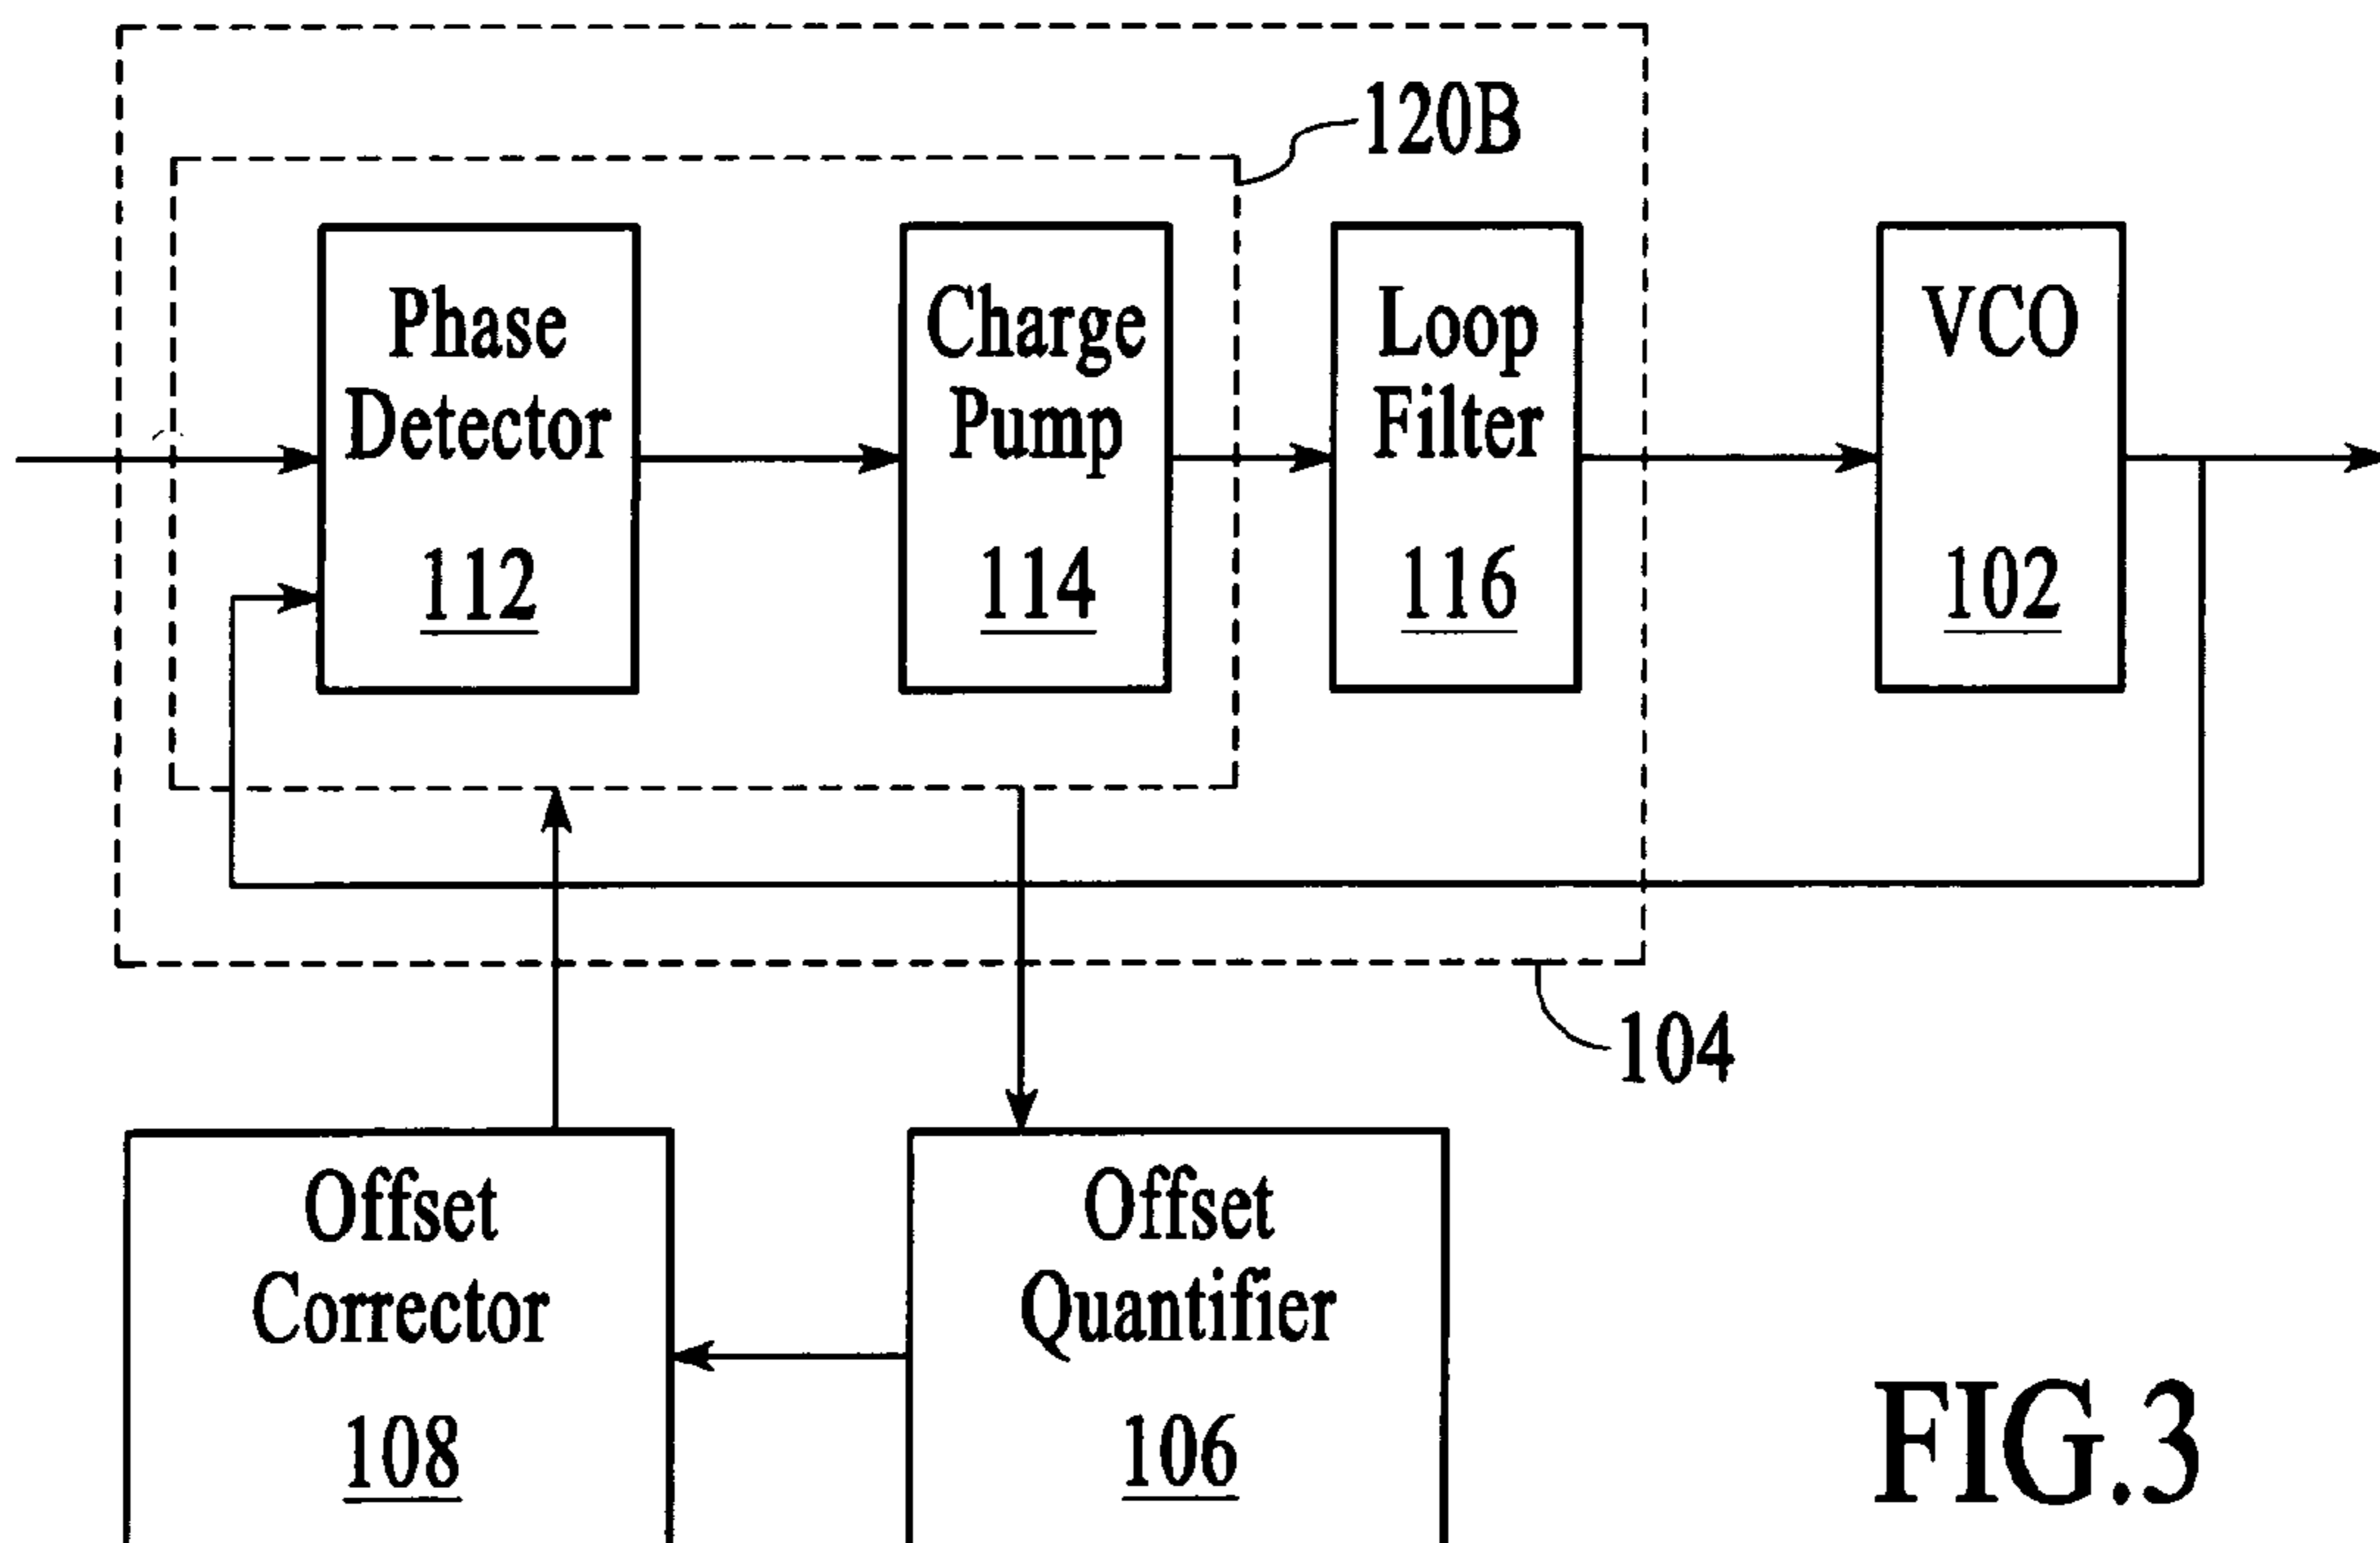 120B
Phase
Detector
112
Charge
Pump
114
Loop
Filter
116
VCO
102
104
Offset
Corrector
108
Offset
Quantifier
106
FIG.3